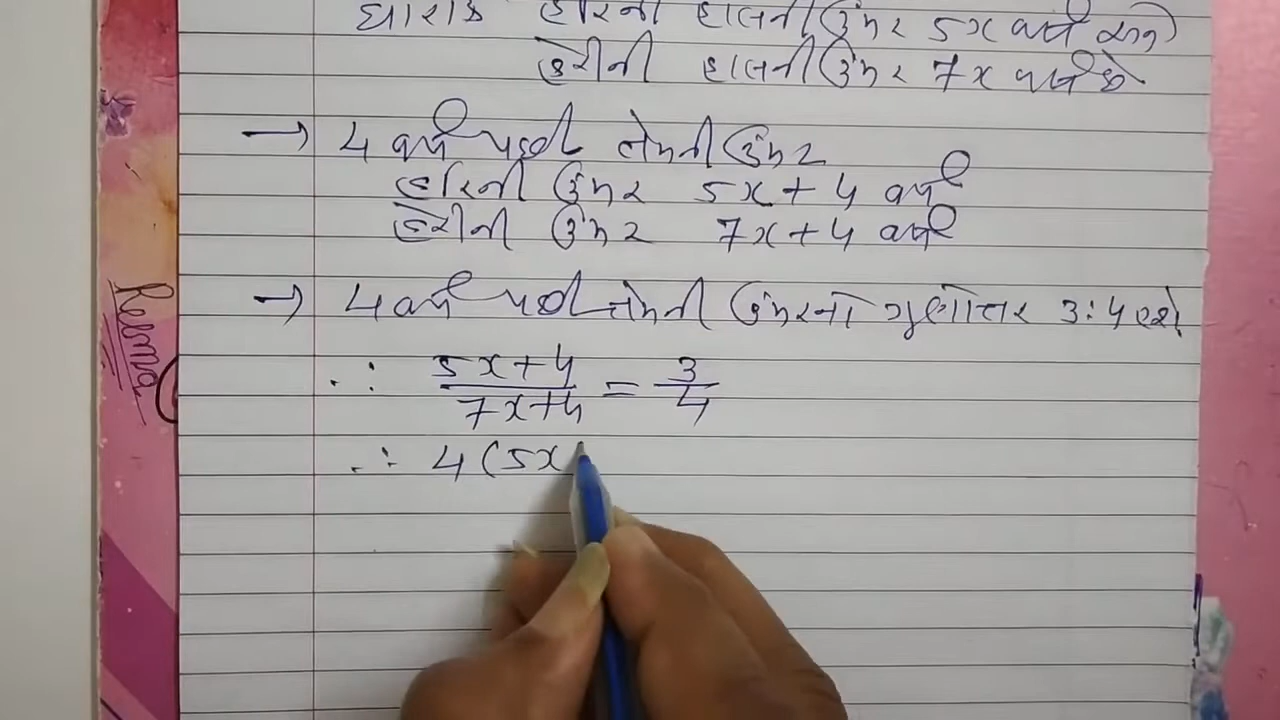 ધારોકે હરિની હાલની ઉંમર 5x વર્ષ અને
હેરીની હાલની ઉંમર 7x વર્ષ છે
→ 4 વર્ષ પછી તેમની ઉંમર
હરિની ઉંમર 5x + 4 વર્ષ
હેરીની ઉંમર 7x + 4 વર્ષ
→ 4 વર્ષ પછી તેમની ઉંમરનો ગુણોત્તર 3:4 થશે.
∴ 5x + 4 / 7x + 4 = 3 / 4
∴ 4 (5x
Reema